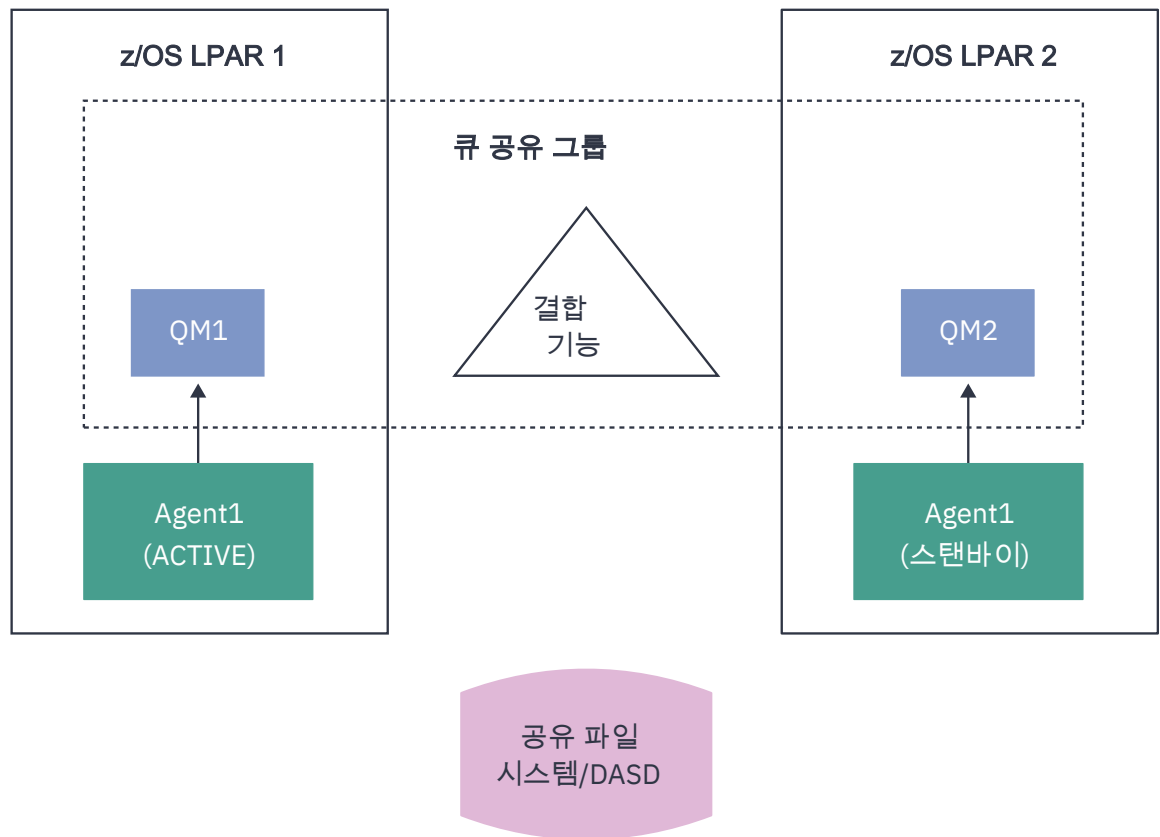 z/OS LPAR 1
z/OS LPAR 2
큐 공유 그룹
결합
기능
QM1
QM2
Agent1
(ACTIVE)
Agent1
(스탠바이)
공유 파일
시스템/DASD